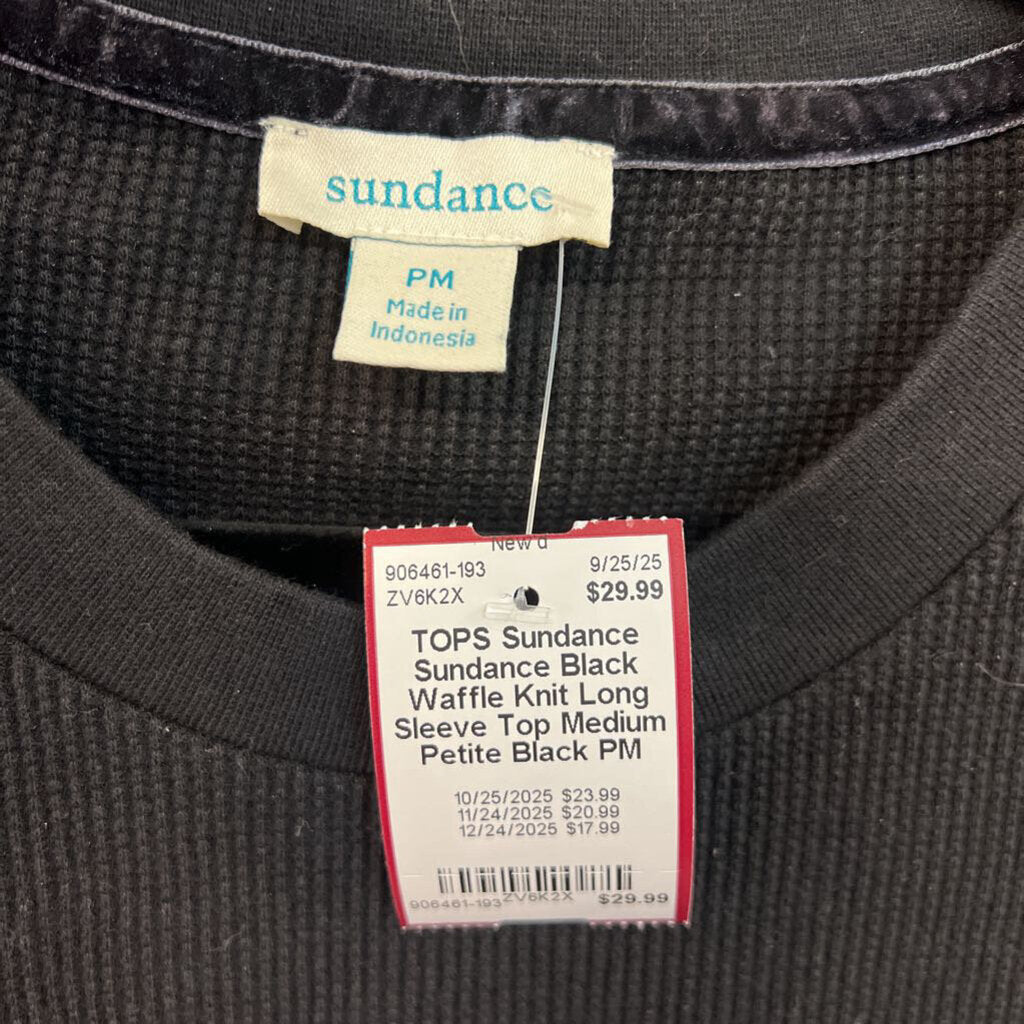 sundance
PM
Made in
Indonesia
New'd
906461-193 9/25/25
ZV6K2X $29.99
TOPS Sundance
Sundance Black
Waffle Knit Long
Sleeve Top Medium
Petite Black PM
10/25/2025 $23.99
11/24/2025 $20.99
12/24/2025 $17.99
906461-193 ZV6K2X $29.99